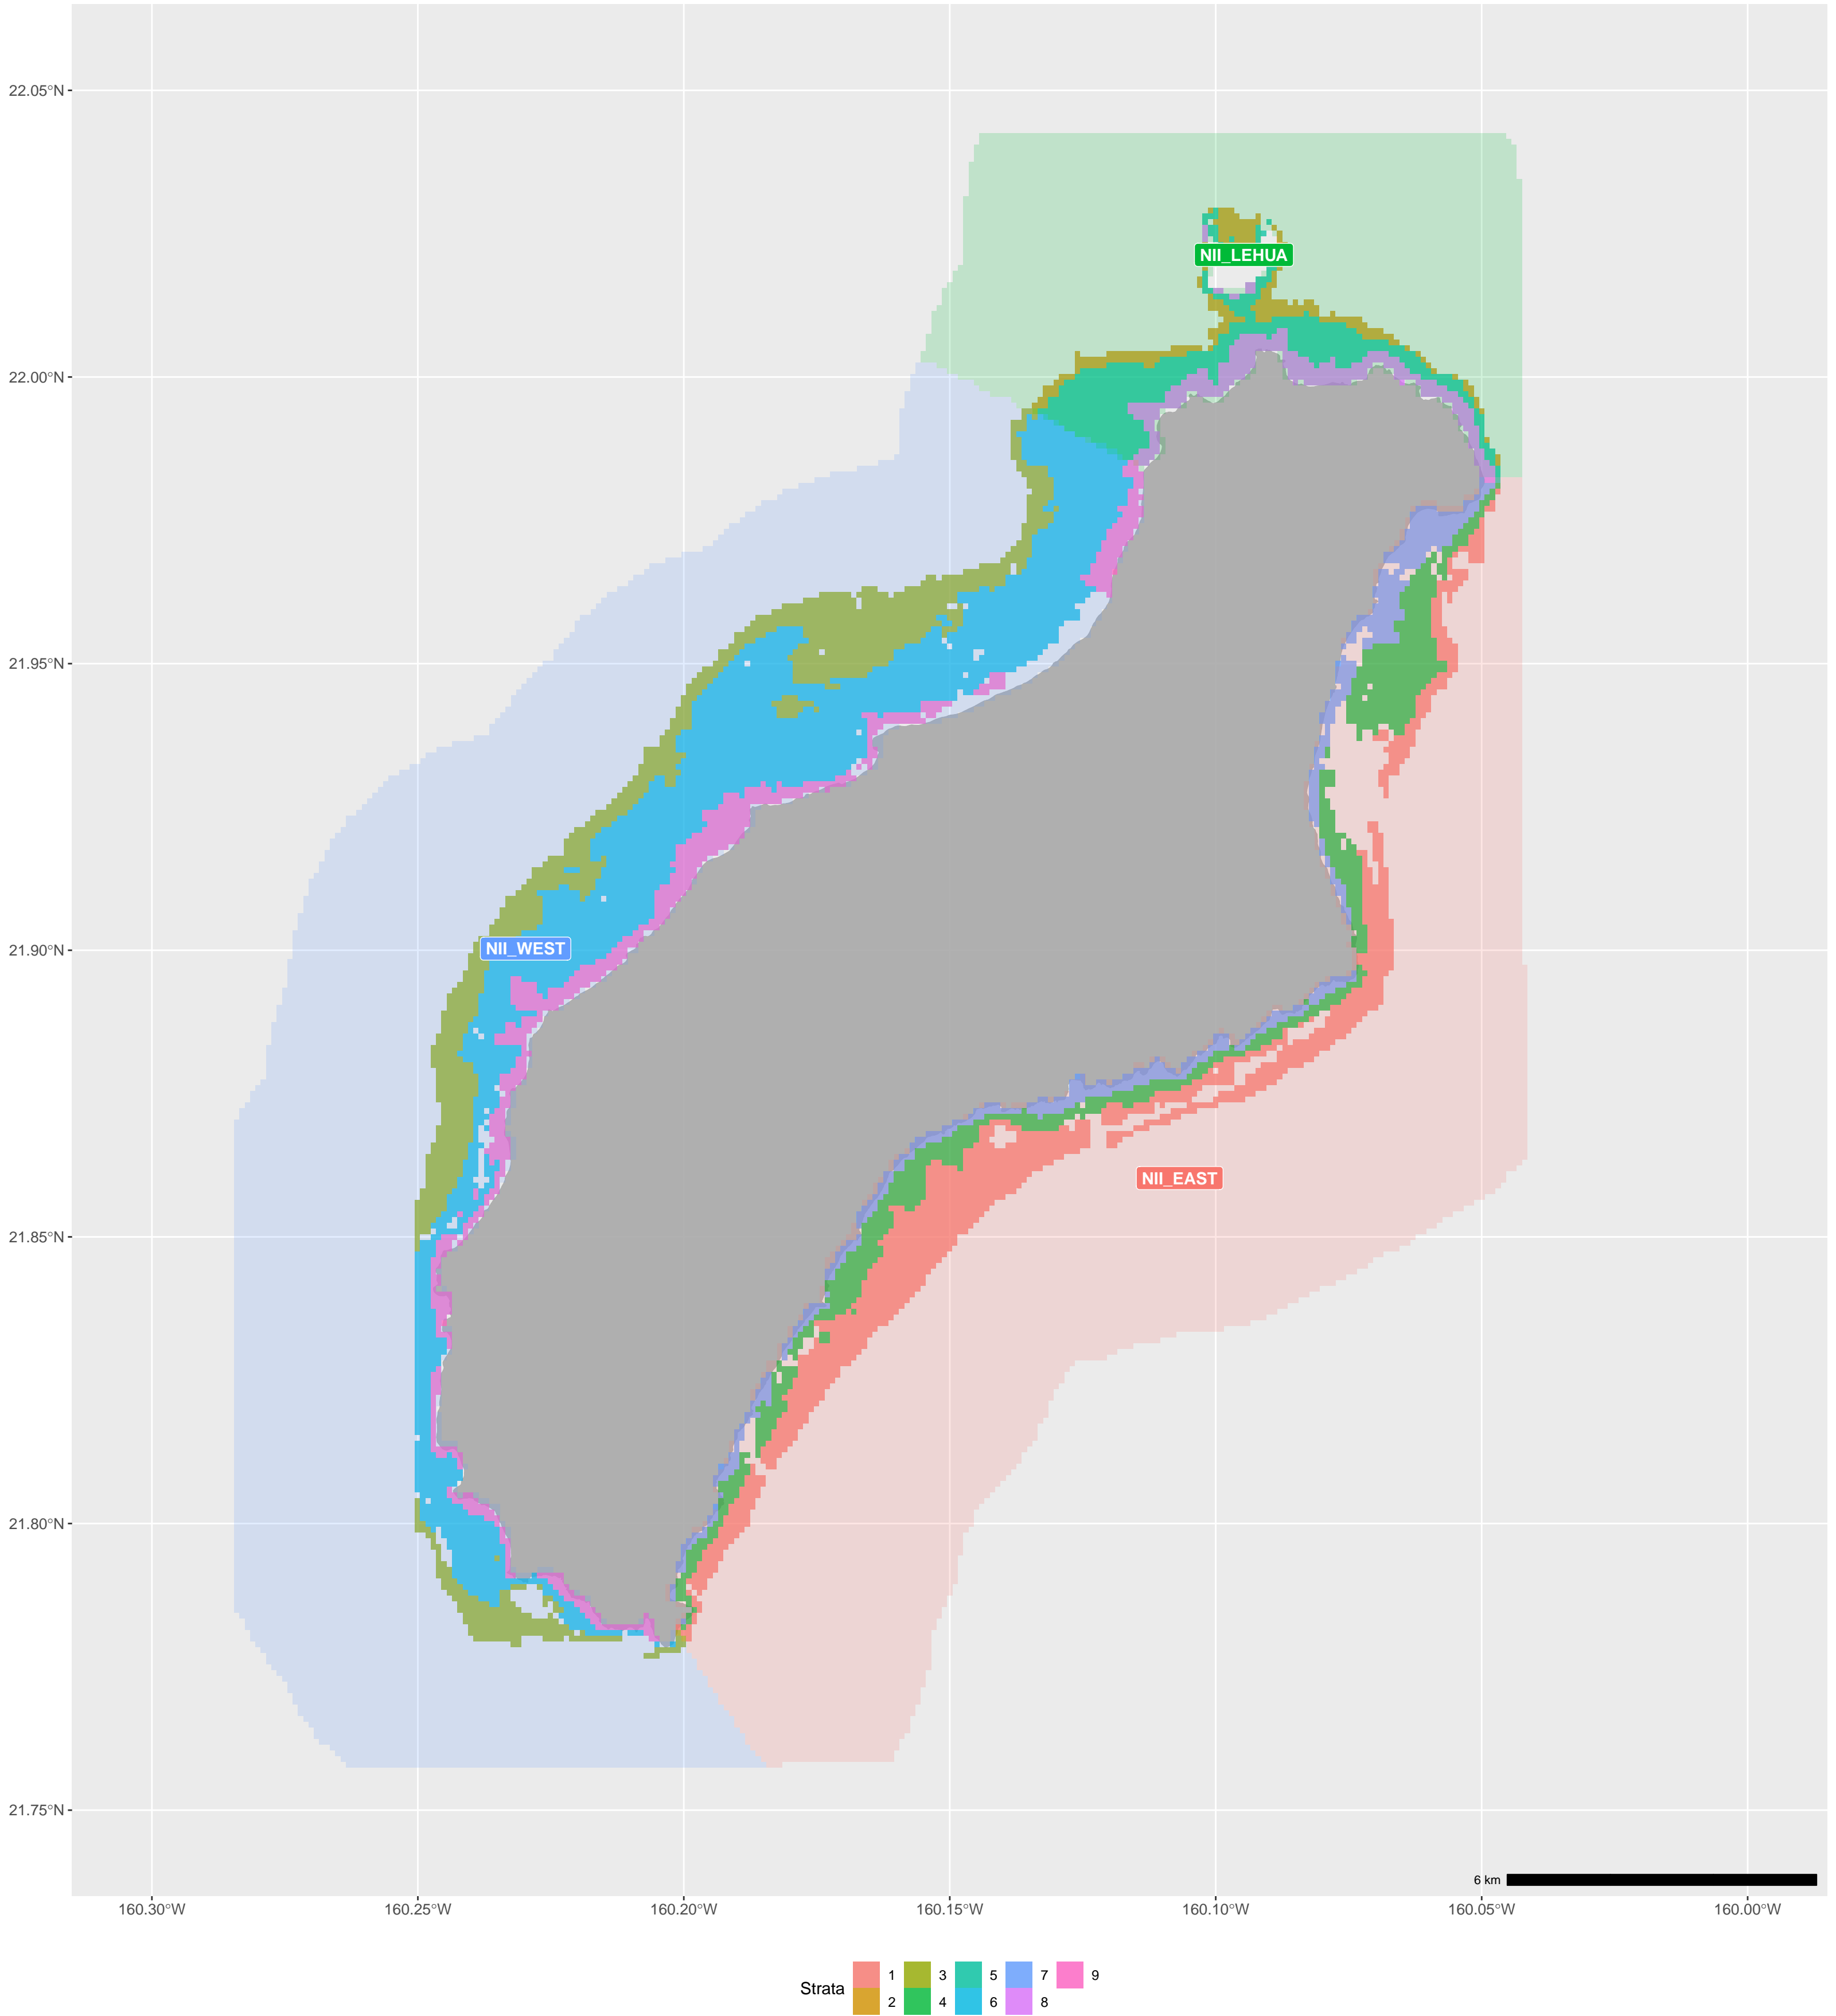 22.05°N
22.00°N
21.95°N
21.90°N
21.85°N
21.80°N
21.75°N
NII_LEHUA
NII_WEST
NII_EAST
6 km
160.30°W 160.25°W 160.20°W 160.15°W 160.10°W 160.05°W 160.00°W
Strata
1 3 5 7 9
2 4 6 8